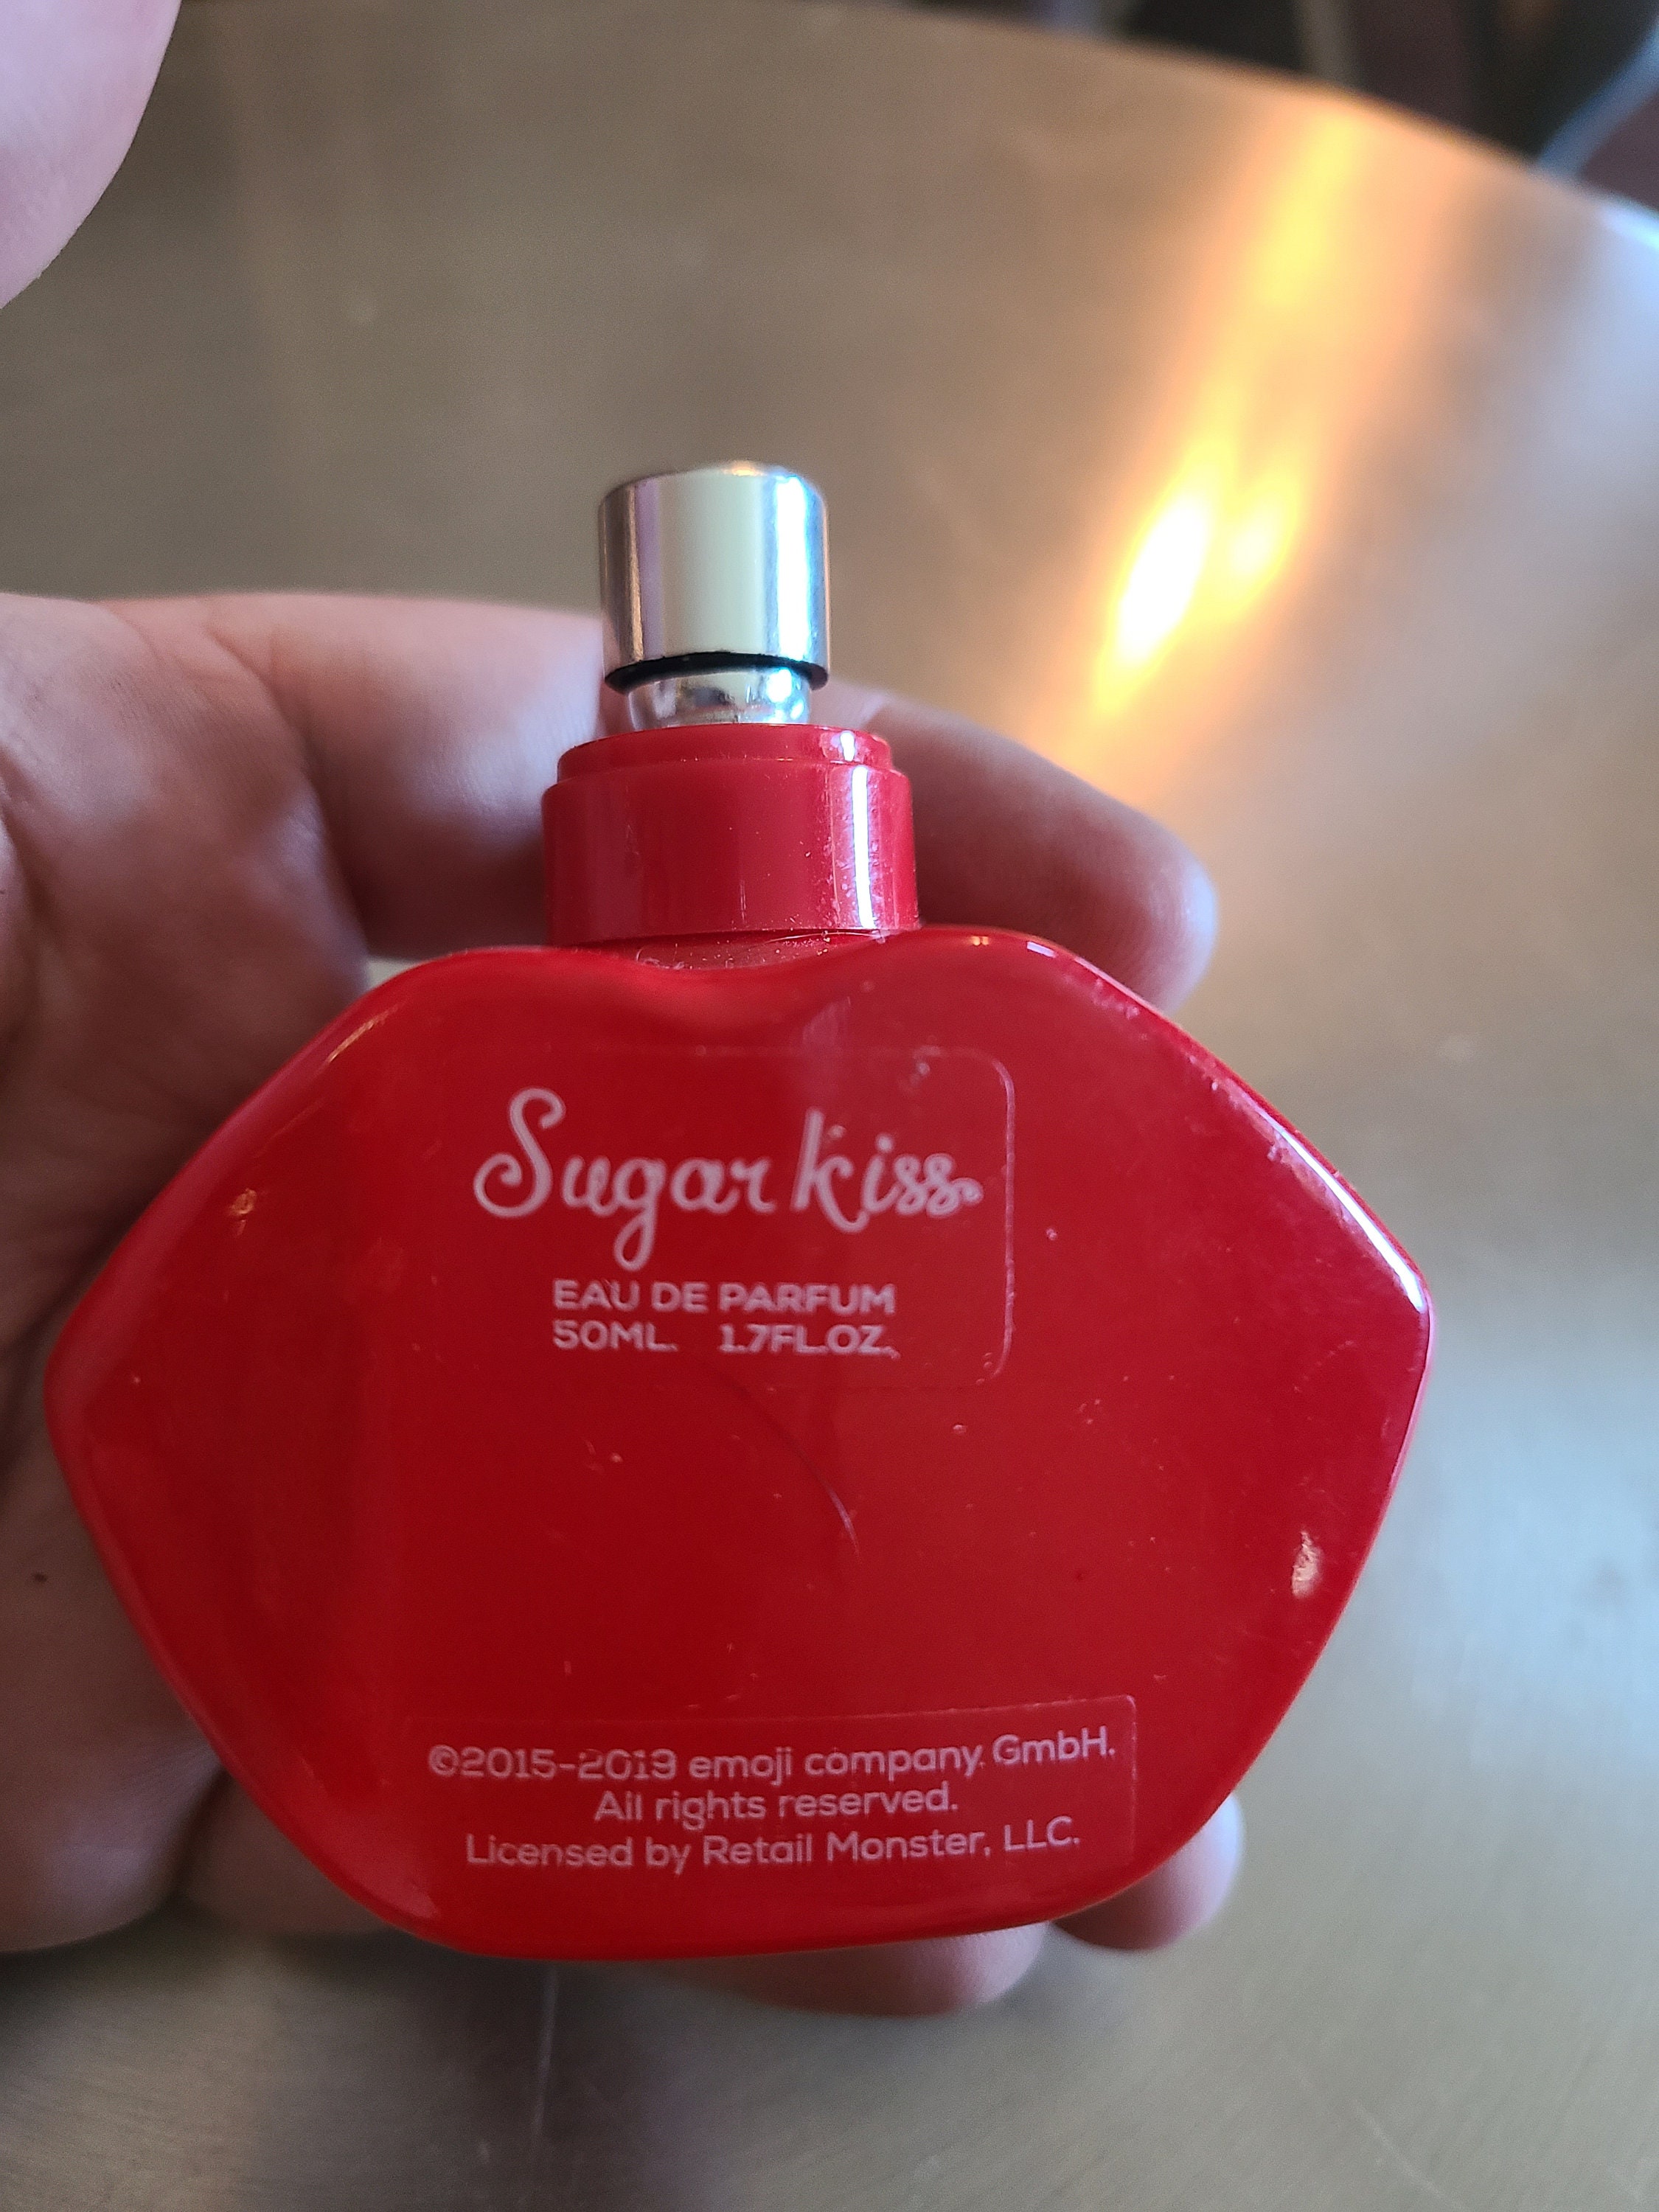 Sugar kiss
EAU DE PARFUM
50ML. 1.7FL.OZ.
©2015-2019 emoji company GmbH.
All rights reserved.
Licensed by Retail Monster, LLC.